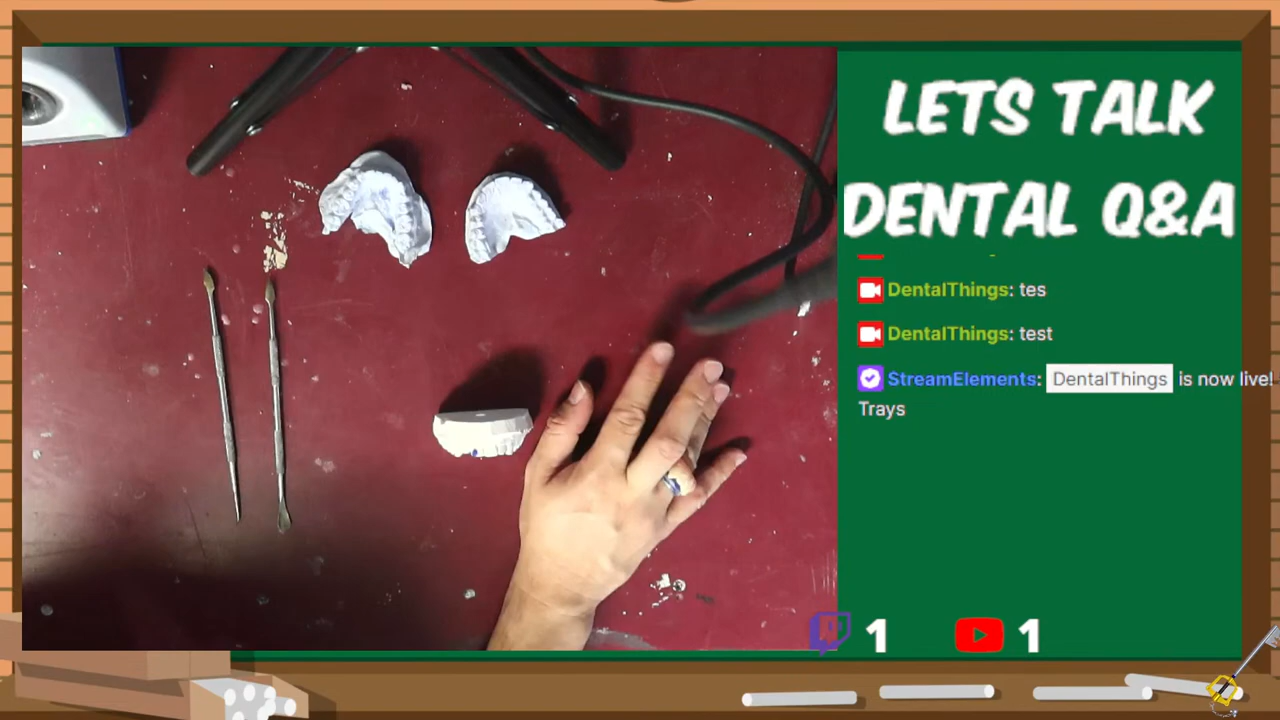 LETS TALK
DENTAL Q&A
DentalThings: tes
DentalThings: test
StreamElements: DentalThings is now live!
Trays
1
1